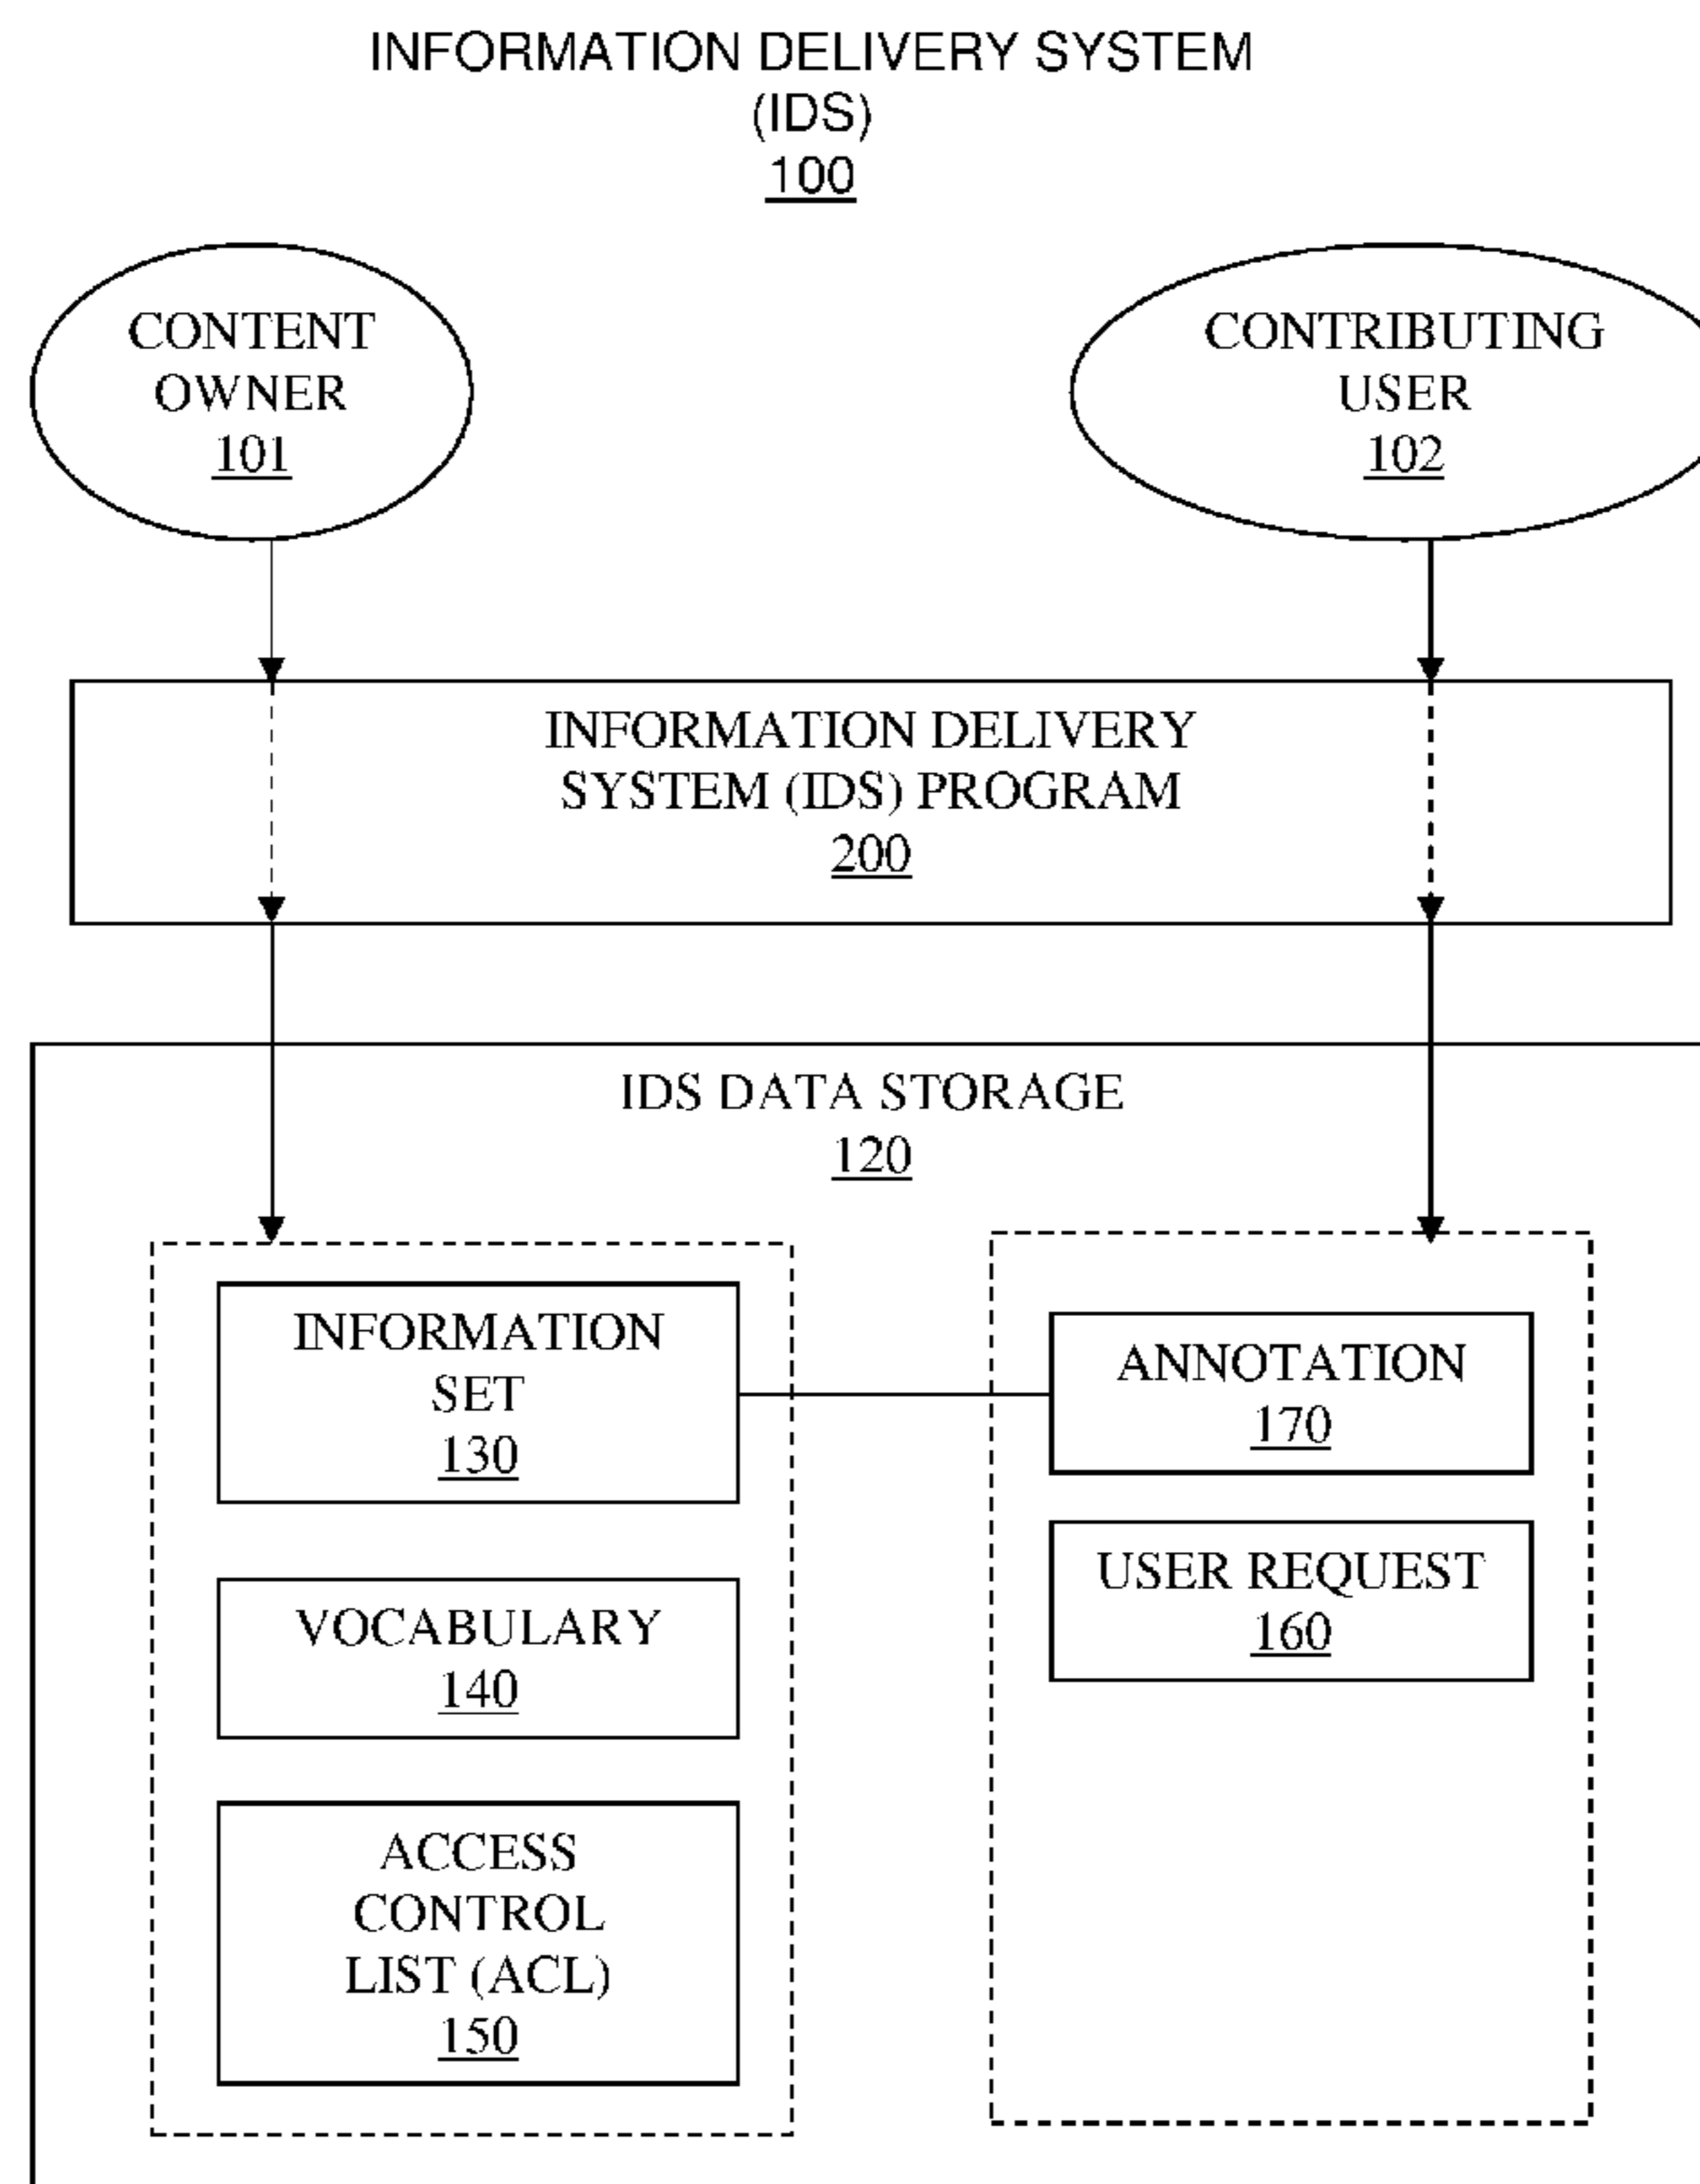 INFORMATION DELIVERY SYSTEM
(IDS)
100
CONTENT
OWNER
101
CONTRIBUTING
USER
102
INFORMATION DELIVERY
SYSTEM (IDS) PROGRAM
200
IDS DATA STORAGE
120
INFORMATION
SET
130
VOCABULARY
140
ACCESS
CONTROL
LIST (ACL)
150
ANNOTATION
170
USER REQUEST
160